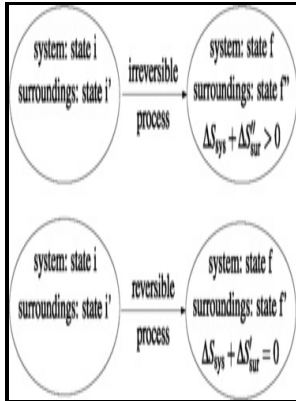 system: state i
surroundings: state i'
irreversible
process
system: state f
surroundings: state f''
ΔS_sys + ΔS''_sur > 0
system: state i
surroundings: state i'
reversible
process
system: state f
surroundings: state f'
ΔS_sys + ΔS'_sur = 0